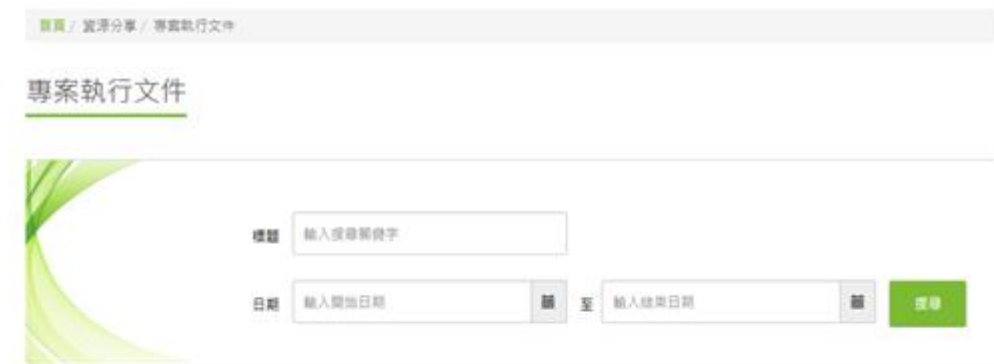 首頁 / 資源分享 / 專案執行文件
專案執行文件
標題 輸入搜尋關鍵字
日期 輸入開始日期 至 輸入結束日期 搜尋